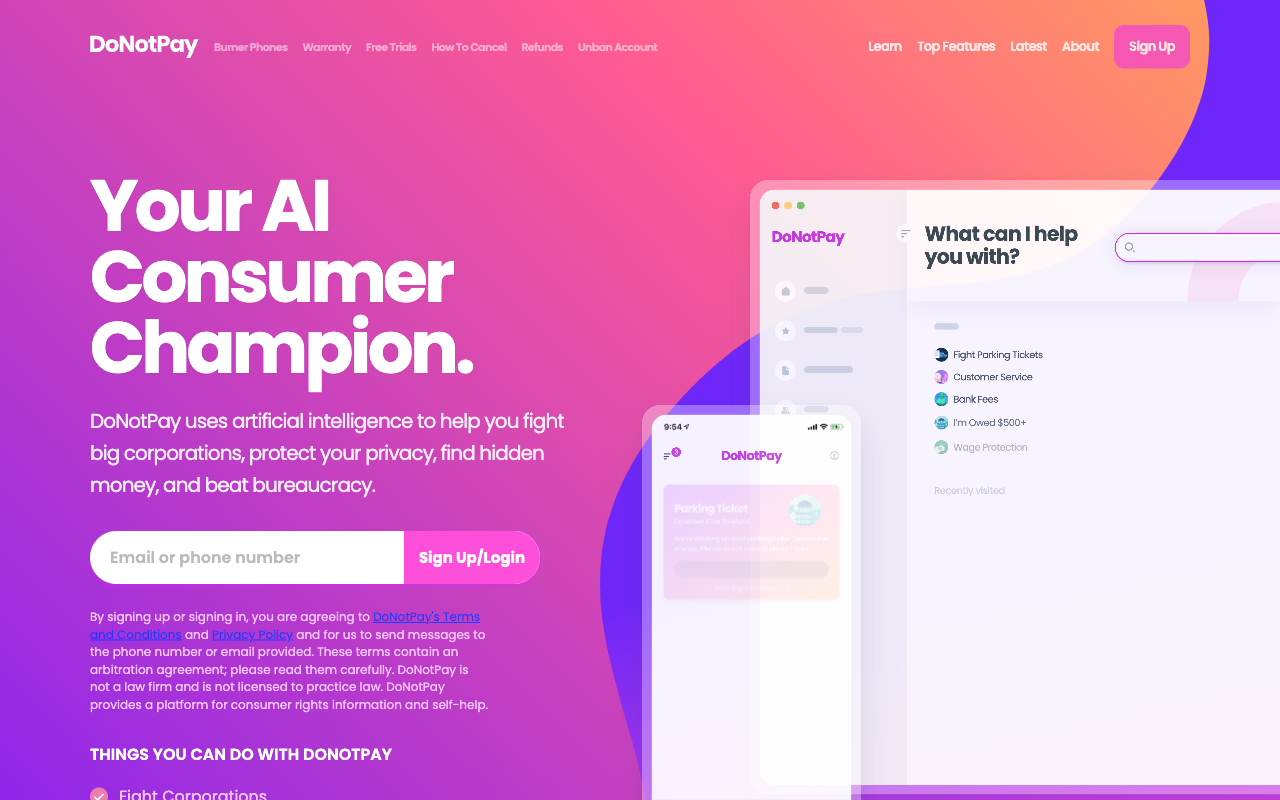 DoNotPay
Burner Phones
Warranty
Free Trials
How To Cancel
Refunds
Unban Account
Learn
Top Features
Latest
About
Sign Up
Your AI
Consumer
Champion.
DoNotPay uses artificial intelligence to help you fight
big corporations, protect your privacy, find hidden
money, and beat bureaucracy.
Email or phone number
Sign Up/Login
By signing up or signing in, you are agreeing to DoNotPay's Terms
and Conditions and Privacy Policy and for us to send messages to
the phone number or email provided. These terms contain an
arbitration agreement; please read them carefully. DoNotPay is
not a law firm and is not licensed to practice law. DoNotPay
provides a platform for consumer rights information and self-help.
THINGS YOU CAN DO WITH DONOTPAY
Fight Corporations
DoNotPay
What can I help
you with?
Fight Parking Tickets
Customer Service
Bank Fees
I'm Owed $500+
Wage Protection
Recently visited
9:54
3
DoNotPay
Parking Ticket